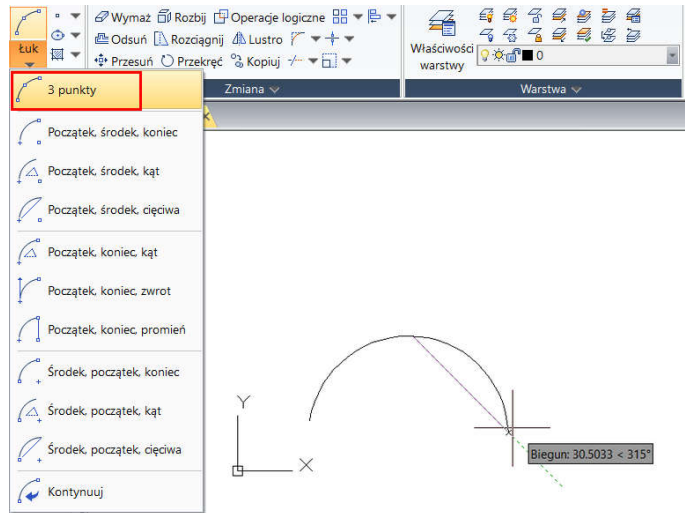 Wymaż Rozbij Operacje logiczne
Łuk
Odsuń Rozciągnij Lustro
Przesuń Przekręć Kopiuj
Właściwości
warstwy
0
Zmiana
Warstwa
3 punkty
Początek, środek, koniec
Początek, środek, kąt
Początek, środek, cięciwa
Początek, koniec, kąt
Początek, koniec, zwrot
Początek, koniec, promień
Środek, początek, koniec
Środek, początek, kąt
Środek, początek, cięciwa
Kontynuuj
Y
X
Biegun: 30.5033 < 315°